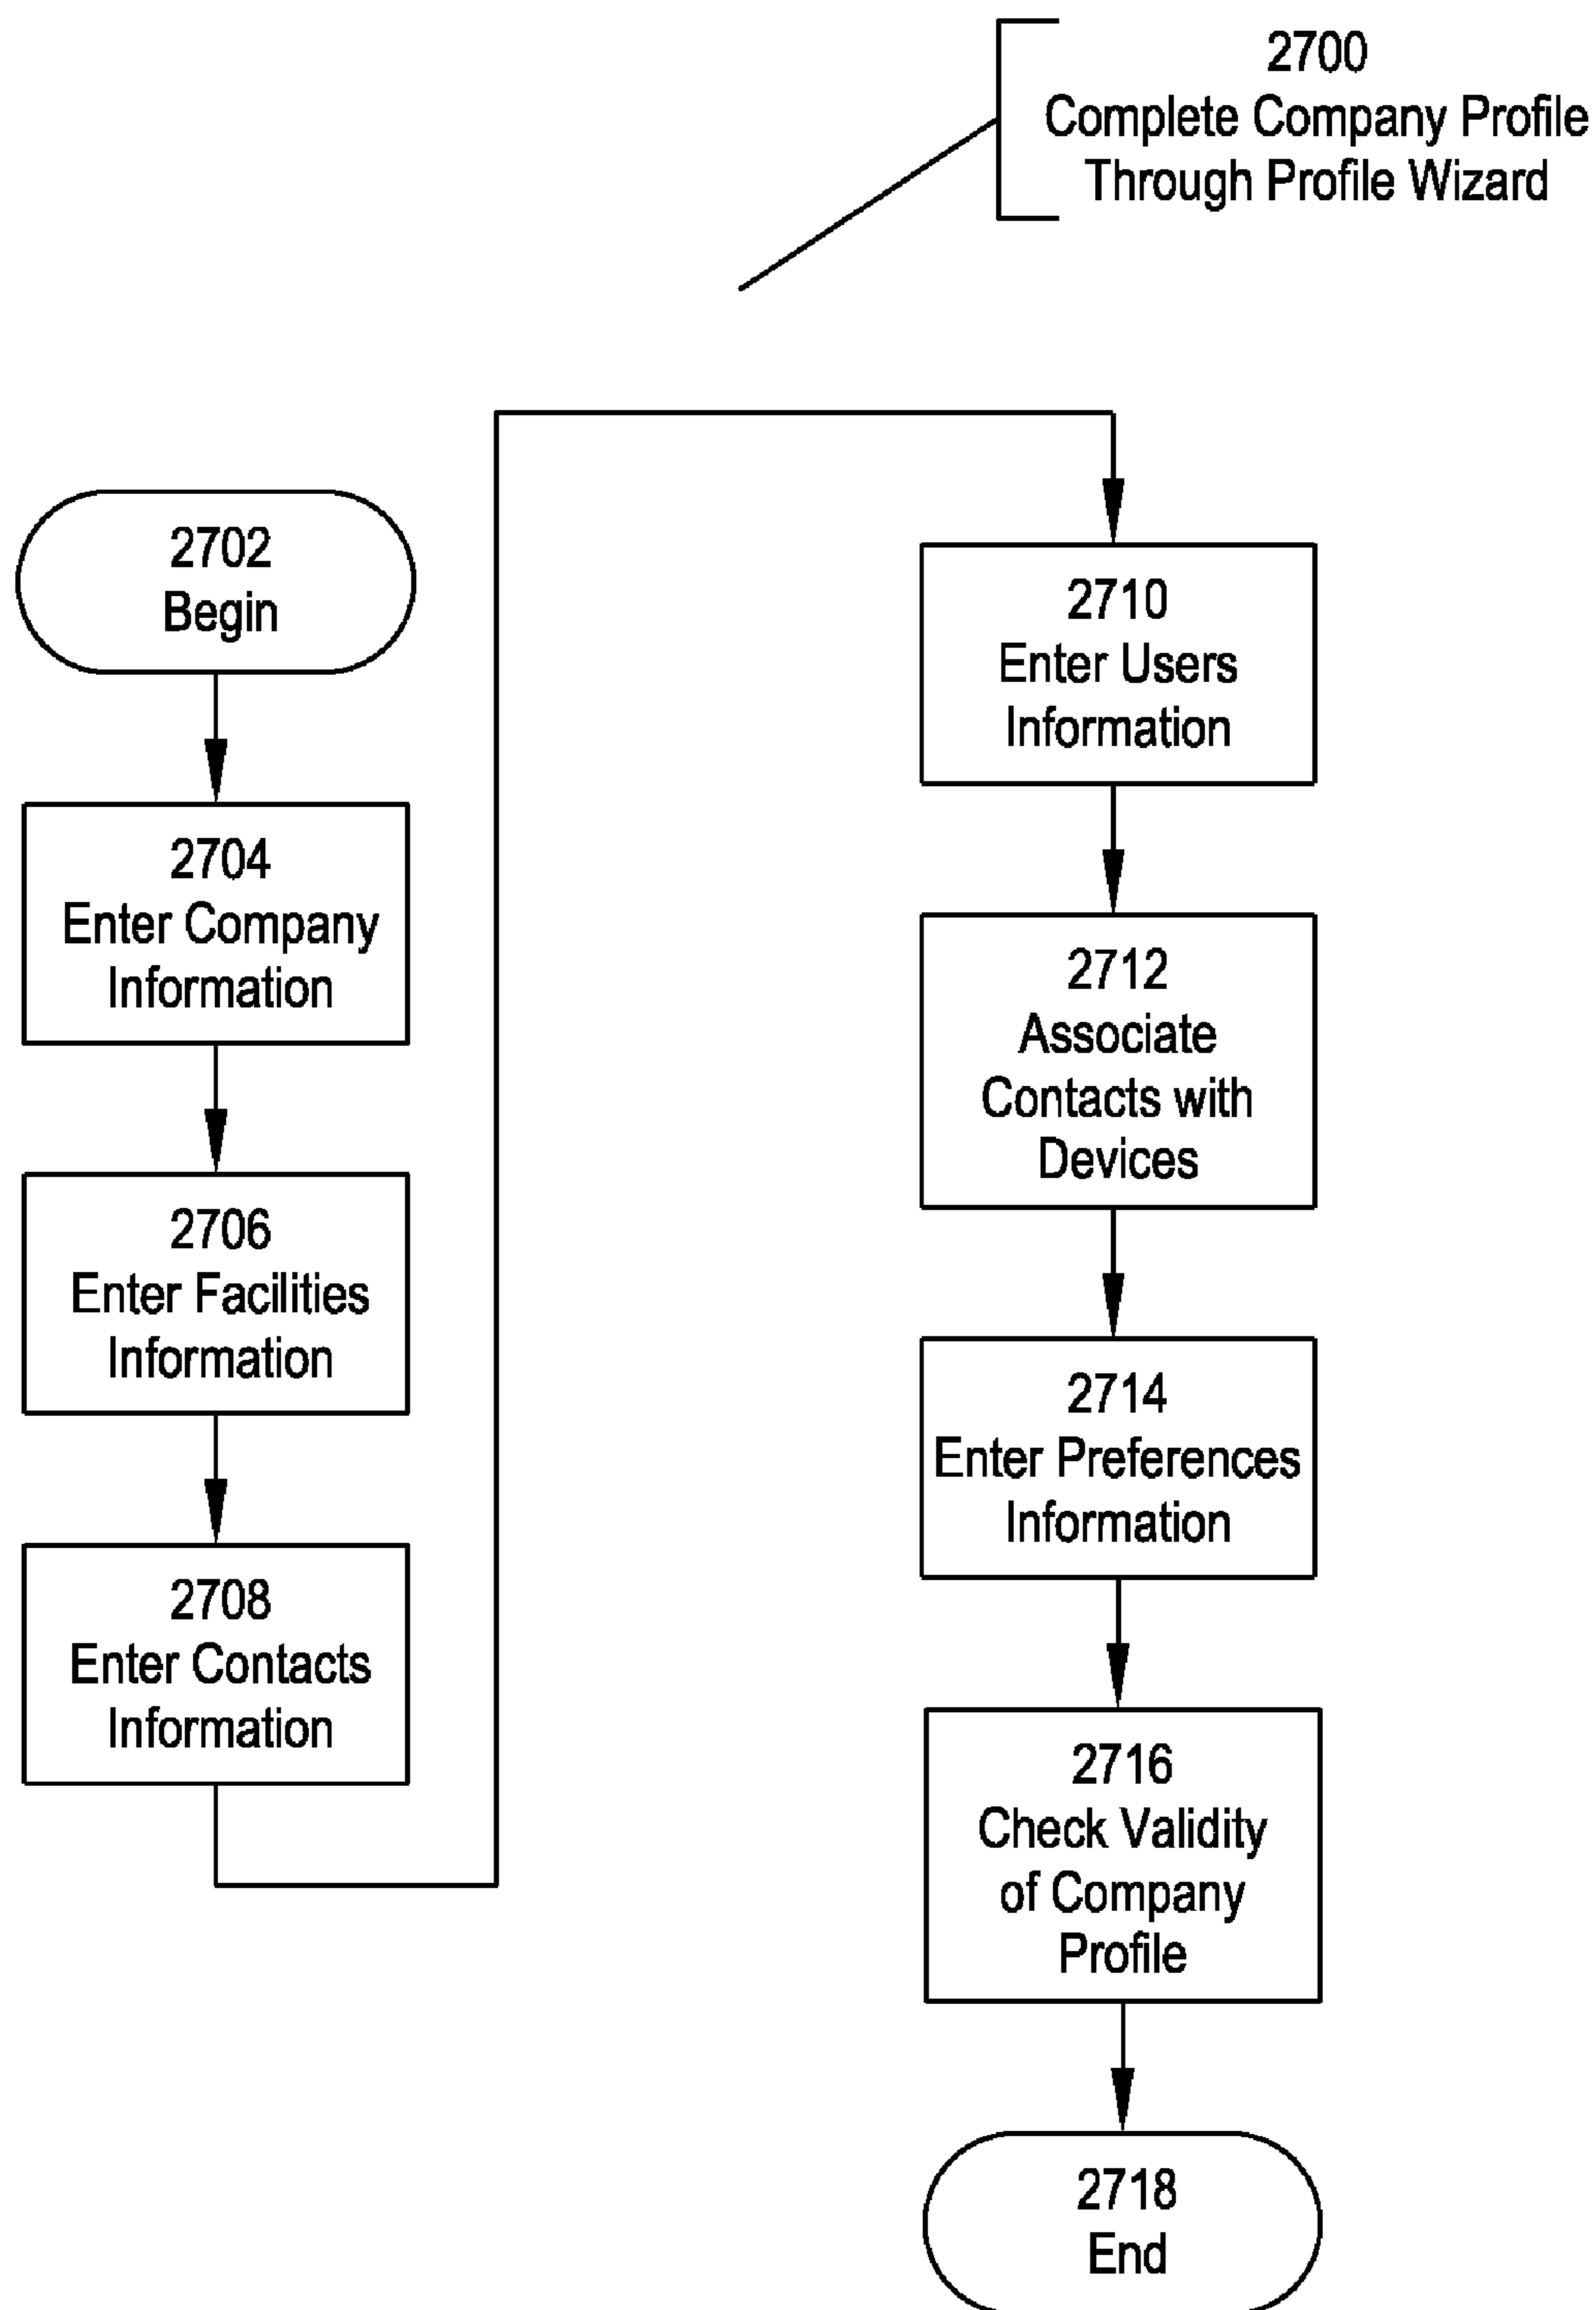 2700
Complete Company Profile
Through Profile Wizard
2702
Begin
2704
Enter Company
Information
2706
Enter Facilities
Information
2708
Enter Contacts
Information
2710
Enter Users
Information
2712
Associate
Contacts with
Devices
2714
Enter Preferences
Information
2716
Check Validity
of Company
Profile
2718
End